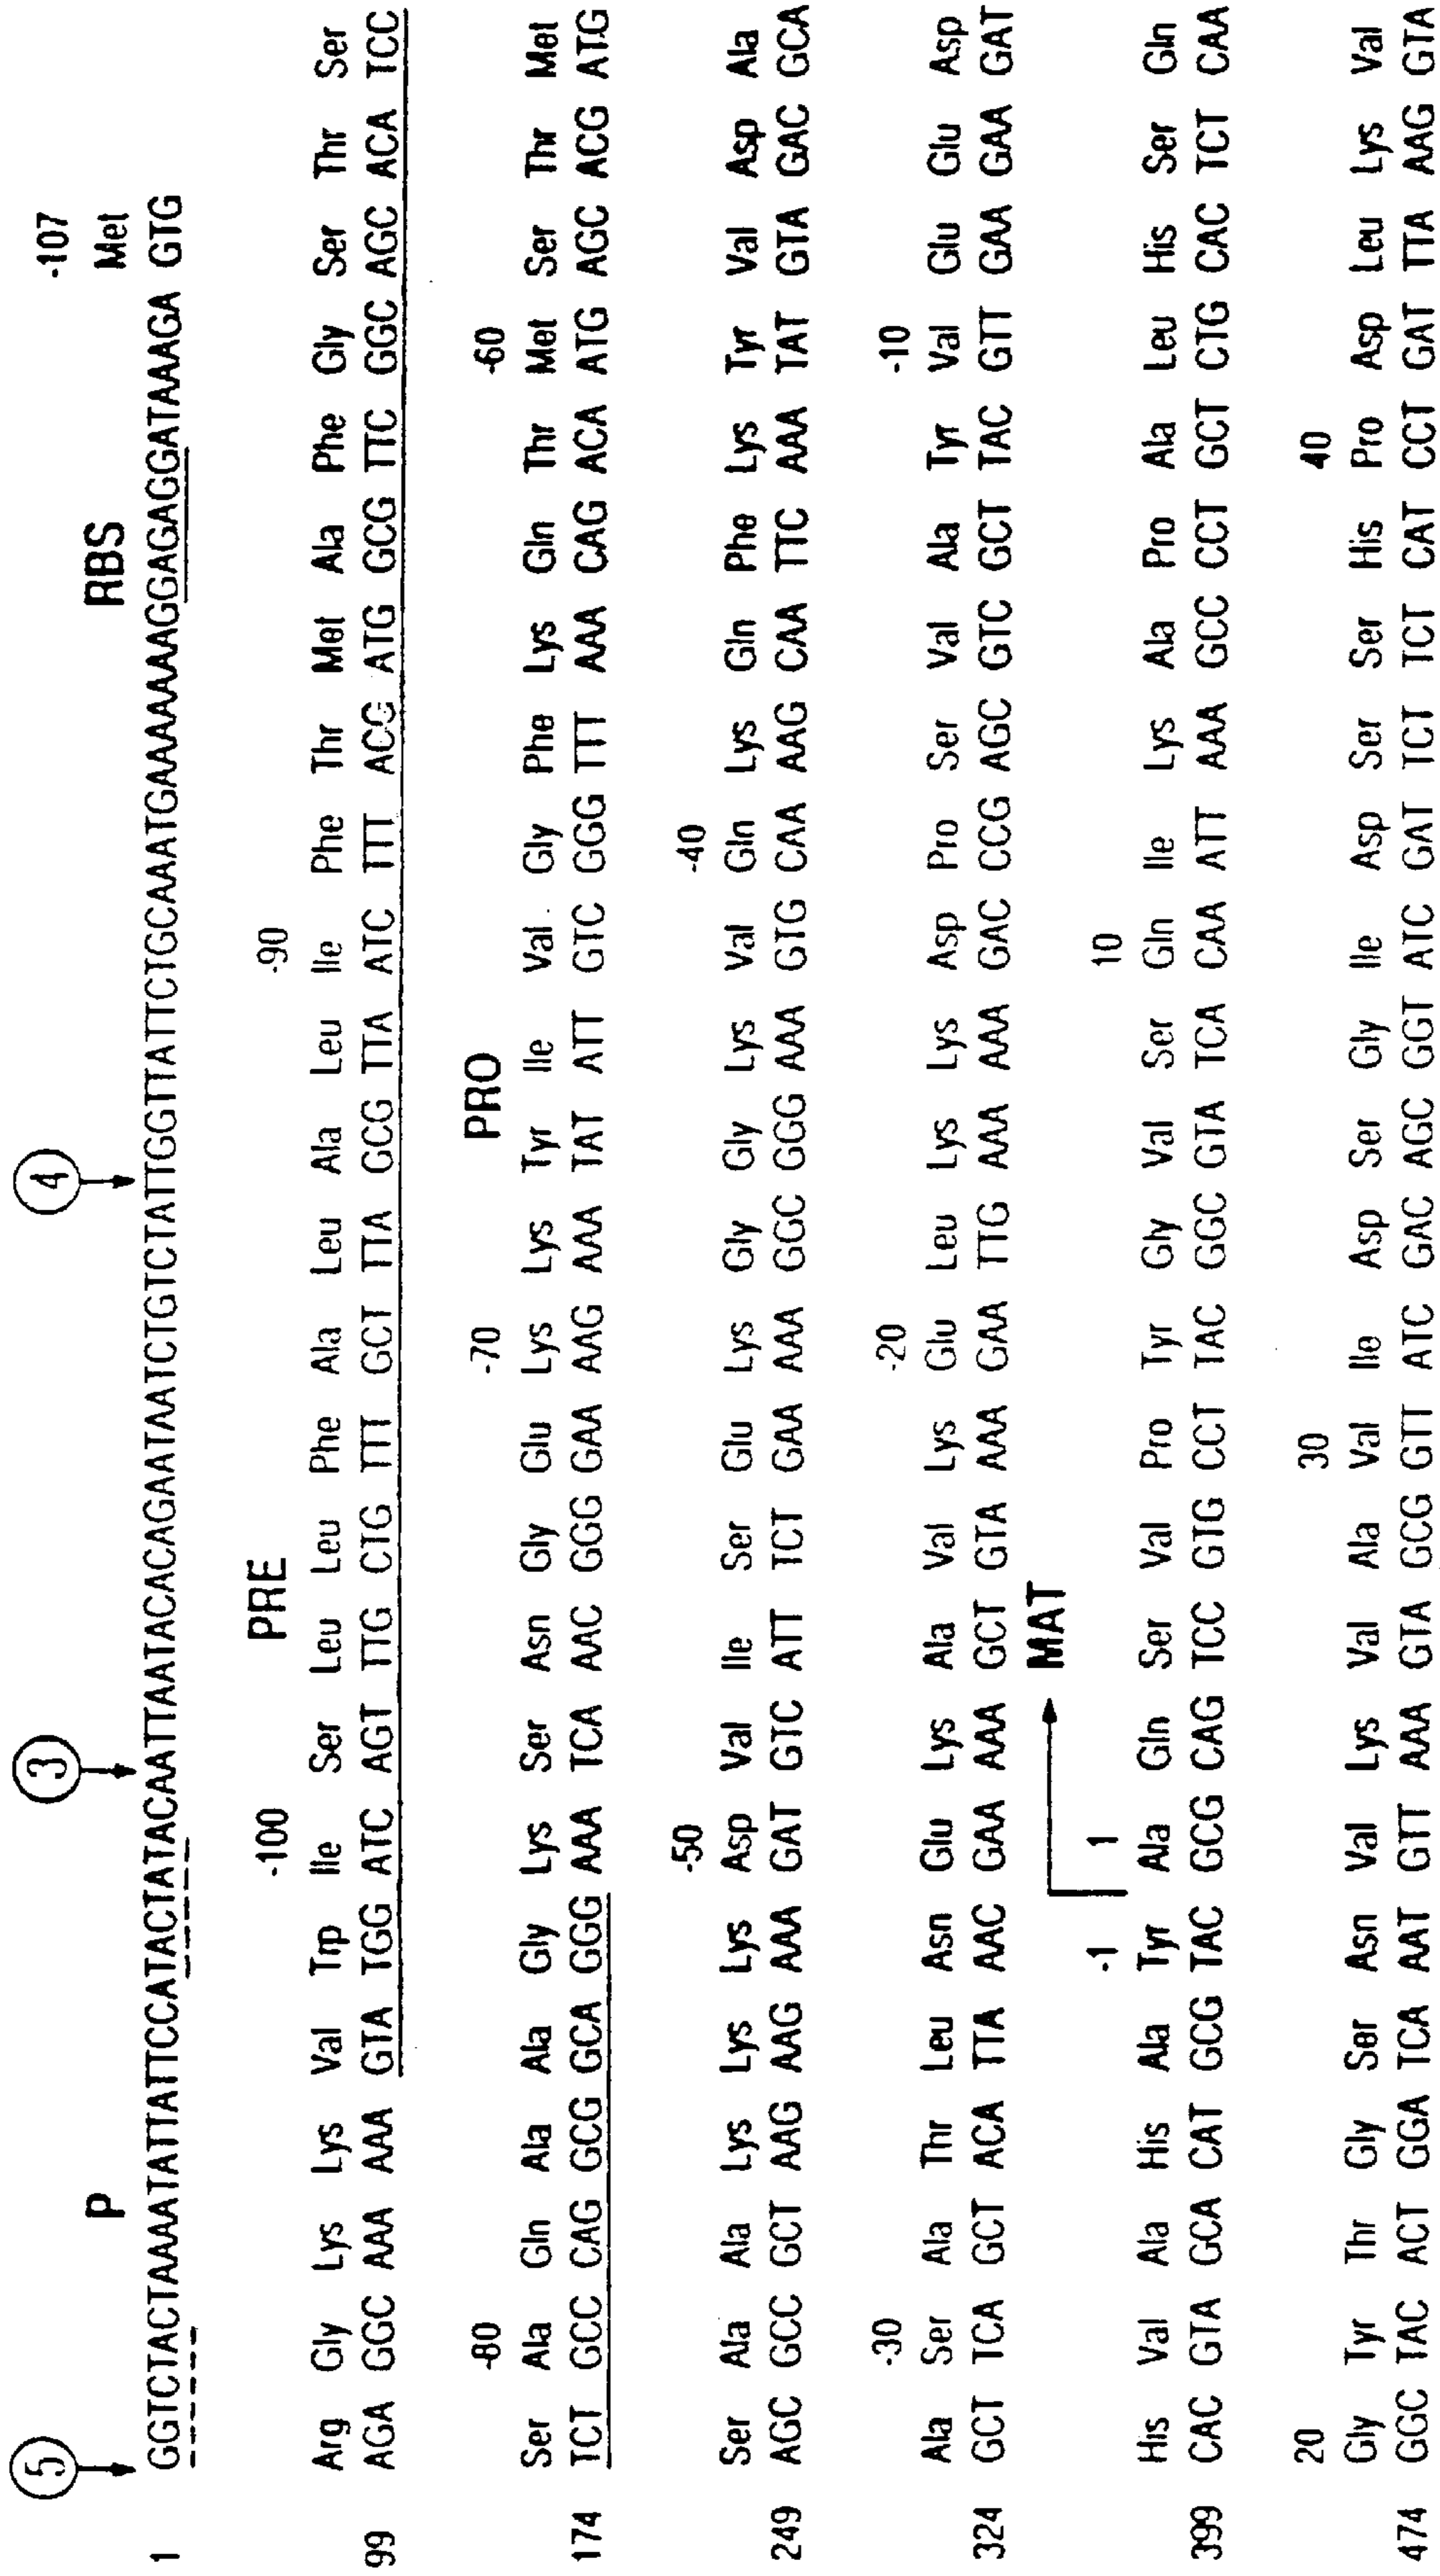 5 3 4 -107
P RBS Met
1 GGTCTACTAAAATATTATTCCATACTATACAATTAATACACAGAATAATCTGTCTATTGGTTATTCTGCAAATGAAAAAAAGGAGAGGATAAAGA GTG
PRE
-100 -90
Arg Gly Lys Lys Val Trp Ile Ser Leu Leu Phe Ala Leu Ala Leu Ile Phe Thr Met Ala Phe Gly Ser Thr Ser
99 AGA GGC AAA AAA GTA TGG ATC AGT TTG CTG TTT GCT TTA GCG TTA ATC TTT ACG ATG GCG TTC GGC AGC ACA TCC
PRO
-80 -70 -60
Ser Ala Gln Ala Ala Gly Lys Ser Asn Gly Glu Lys Lys Tyr Ile Val Gly Phe Lys Gln Thr Met Ser Thr Met
174 TCT GCC CAG GCG GCA GGG AAA TCA AAC GGG GAA AAG AAA TAT ATT GTC GGG TTT AAA CAG ACA ATG AGC ACG ATG
-50 -40
Ser Ala Ala Lys Lys Lys Asp Val Ile Ser Glu Lys Gly Gly Lys Val Gln Lys Gln Phe Lys Tyr Val Asp Ala
249 AGC GCC GCT AAG AAG AAA GAT GTC ATT TCT GAA AAA GGC GGG AAA GTG CAA AAG CAA TTC AAA TAT GTA GAC GCA
-30 -20 -10
Ala Ser Ala Thr Leu Asn Glu Lys Ala Val Lys Glu Leu Lys Lys Asp Pro Ser Val Ala Tyr Val Glu Glu Asp
324 GCT TCA GCT ACA TTA AAC GAA AAA GCT GTA AAA GAA TTG AAA AAA GAC CCG AGC GTC GCT TAC GTT GAA GAA GAT
MAT
-1 1 10
His Val Ala His Ala Tyr Ala Gln Ser Val Pro Tyr Gly Val Ser Gln Ile Lys Ala Pro Ala Leu His Ser Gln
399 CAC GTA GCA CAT GCG TAC GCG CAG TCC GTG CCT TAC GGC GTA TCA CAA ATT AAA GCC CCT GCT CTG CAC TCT CAA
20 30 40
Gly Tyr Thr Gly Ser Asn Val Lys Val Ala Val Ile Asp Ser Gly Ile Asp Ser Ser His Pro Asp Leu Lys Val
474 GGC TAC ACT GGA TCA AAT GTT AAA GTA GCG GTT ATC GAC AGC GGT ATC GAT TCT TCT CAT CCT GAT TTA AAG GTA